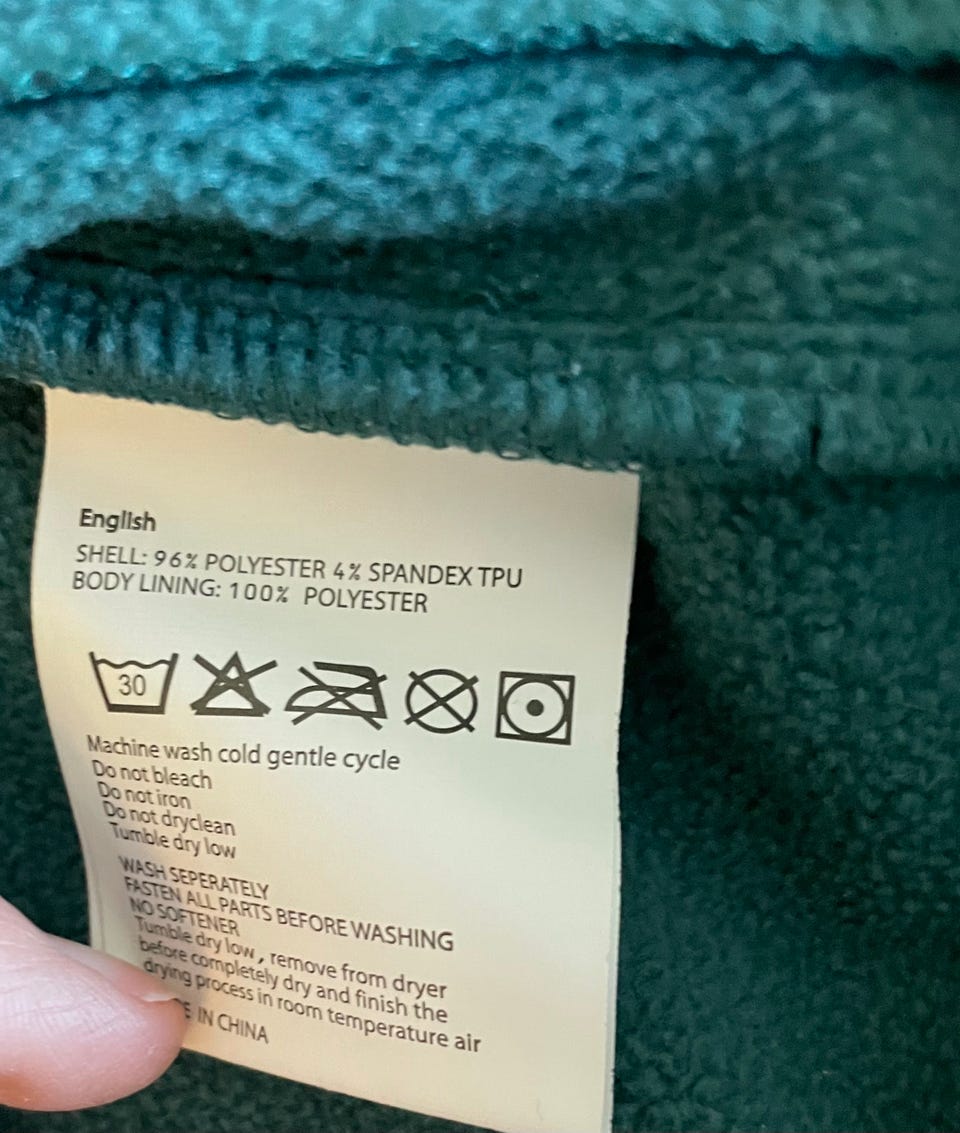 English
SHELL: 96% POLYESTER 4% SPANDEX TPU
BODY LINING: 100% POLYESTER
30
Machine wash cold gentle cycle
Do not bleach
Do not iron
Do not dryclean
Tumble dry low
WASH SEPERATELY
FASTEN ALL PARTS BEFORE WASHING
NO SOFTENER
Tumble dry low , remove from dryer
before completely dry and finish the
drying process in room temperature air
IN CHINA